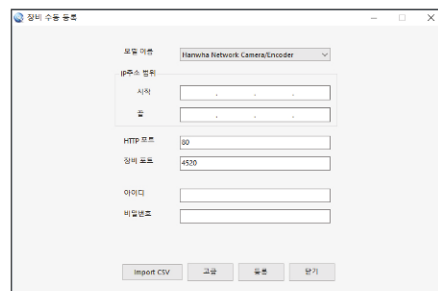 장비 수동 등록
모델 이름 Hanwha Network Camera/Encoder
IP주소 범위
시작 . . .
끝 . . .
HTTP 포트 80
장비 포트 4520
아이디
비밀번호
Import CSV 고급 등록 닫기